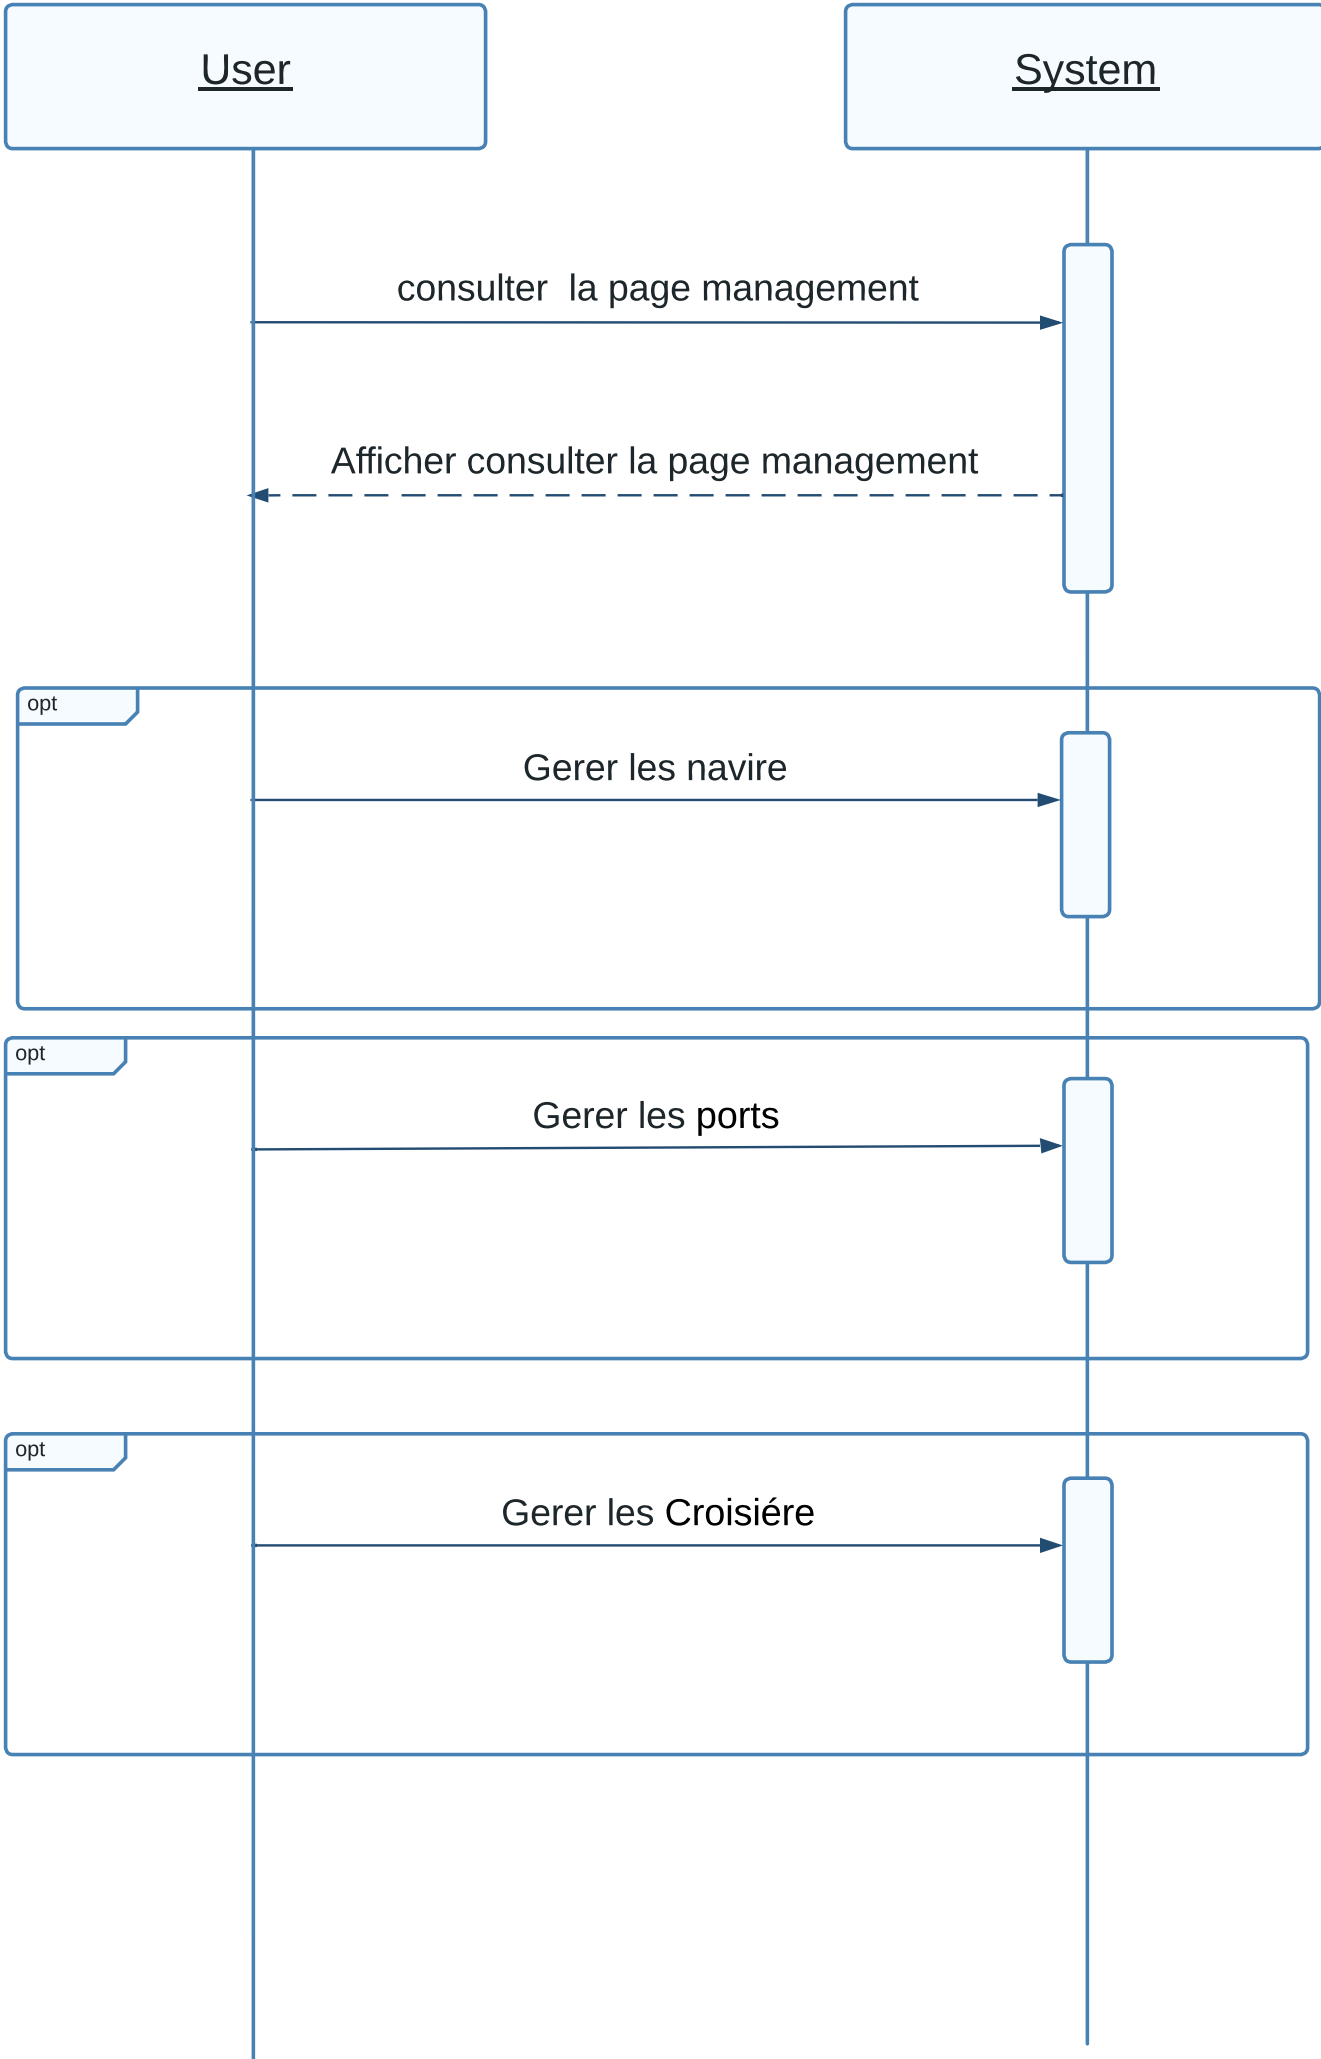 User
System
consulter  la page management
Afficher consulter la page management
opt
Gerer les navire
opt
Gerer les ports
opt
Gerer les Croisiére